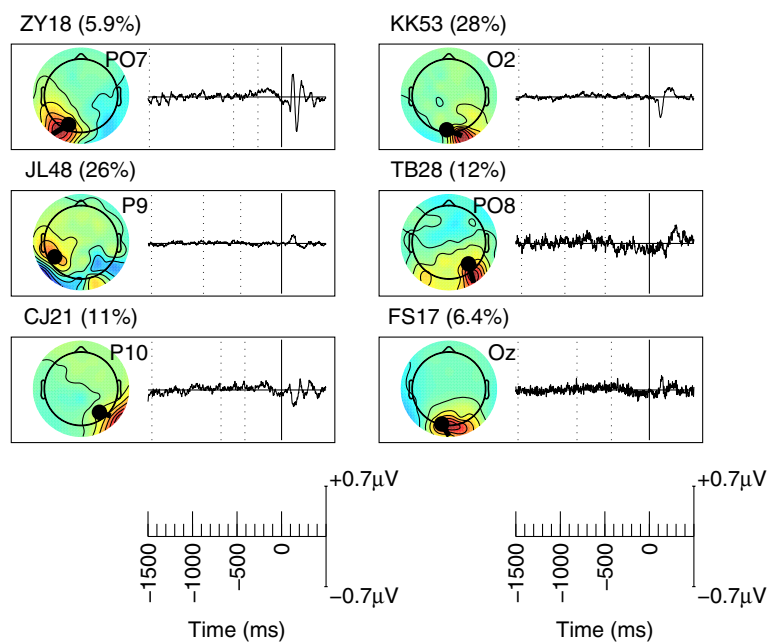 ZY18 (5.9%)
PO7
KK53 (28%)
O2
JL48 (26%)
P9
TB28 (12%)
PO8
CJ21 (11%)
P10
FS17 (6.4%)
Oz
+0.7μV
−0.7μV
−1500
−1000
−500
0
Time (ms)
+0.7μV
−0.7μV
−1500
−1000
−500
0
Time (ms)